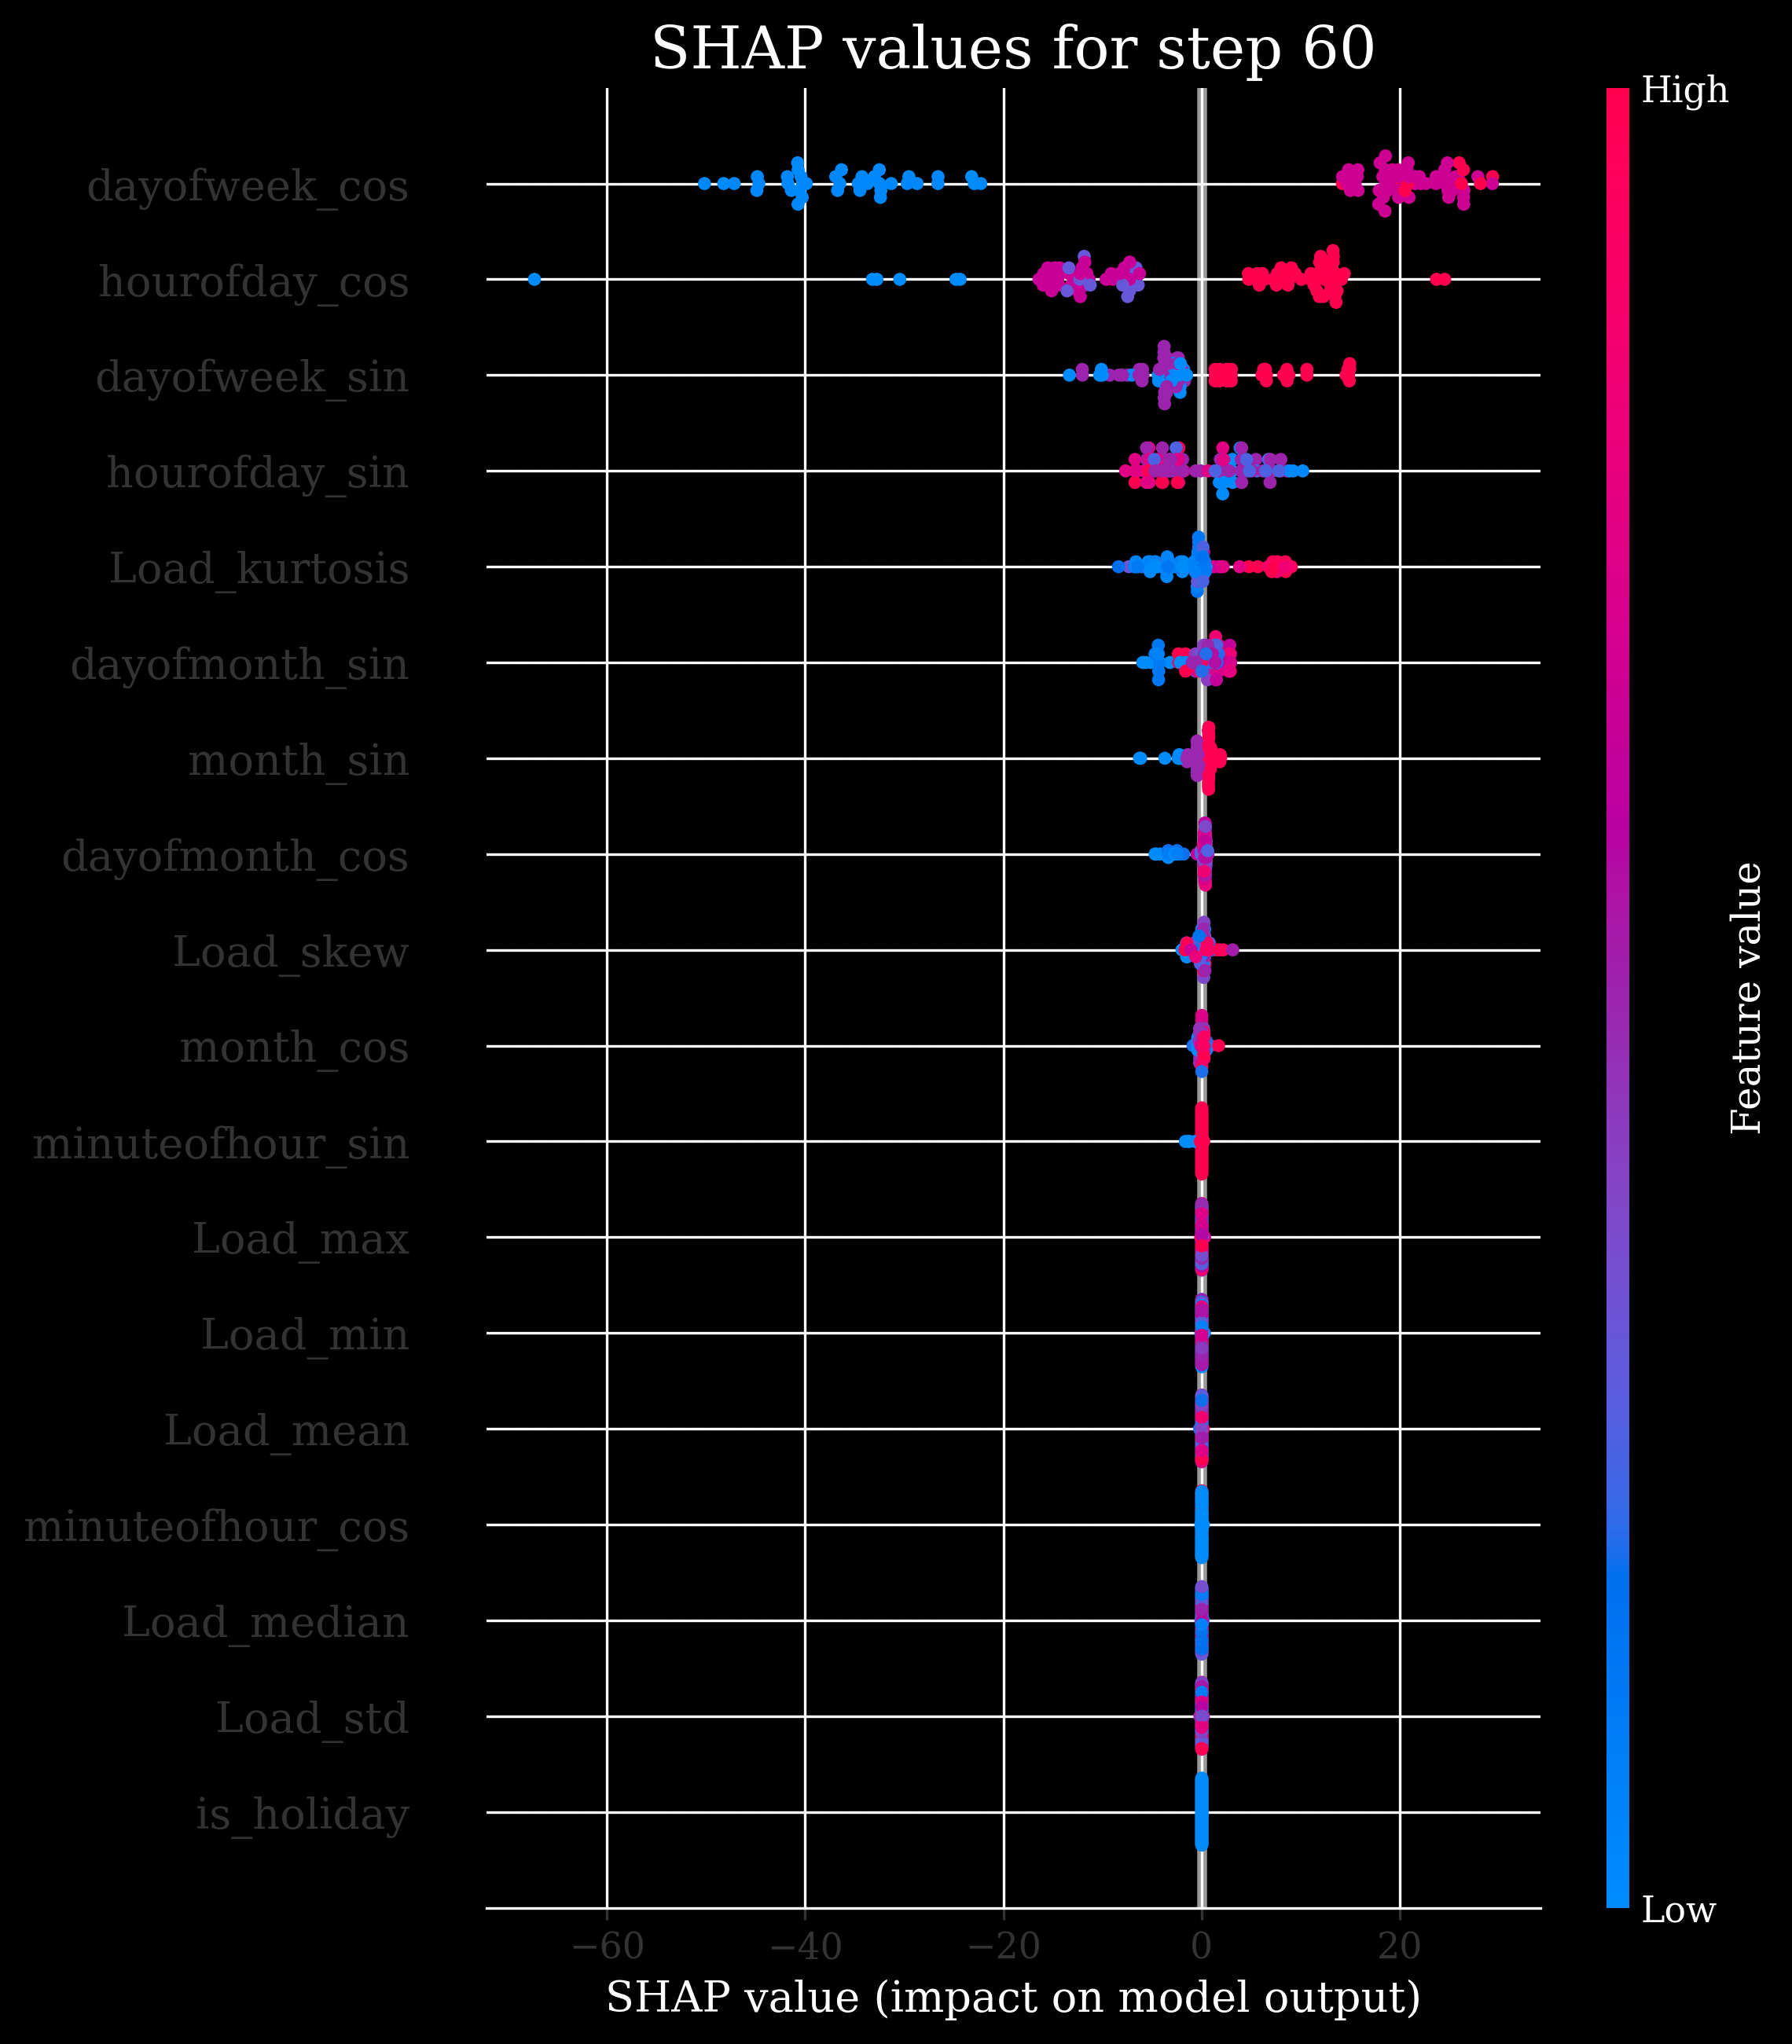 SHAP values for step 60
High
dayofweek_cos
hourofday_cos
dayofweek_sin
hourofday_sin
Load_kurtosis
dayofmonth_sin
month_sin
dayofmonth_cos
Load_skew
month_cos
minuteofhour_sin
Load_max
Load_min
Load_mean
minuteofhour_cos
Load_median
Load_std
is_holiday
Feature value
Low
−60 −40 −20 0 20
SHAP value (impact on model output)